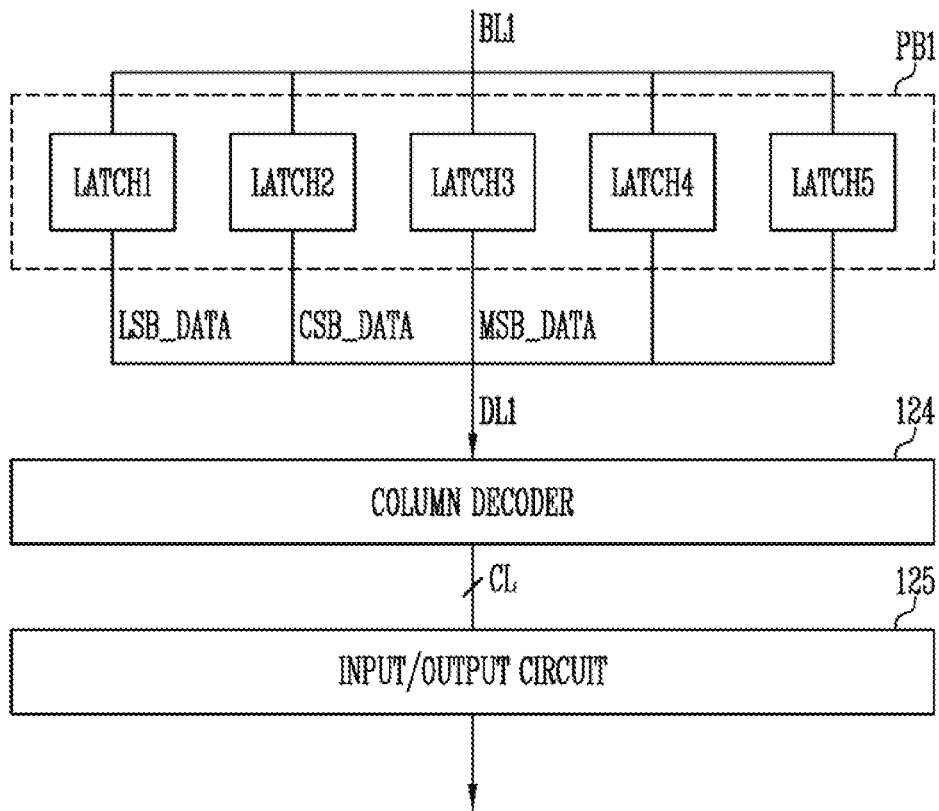 BL1
PB1
LATCH1
LATCH2
LATCH3
LATCH4
LATCH5
LSB_DATA
CSB_DATA
MSB_DATA
DL1
124
COLUMN DECODER
CL
125
INPUT/OUTPUT CIRCUIT